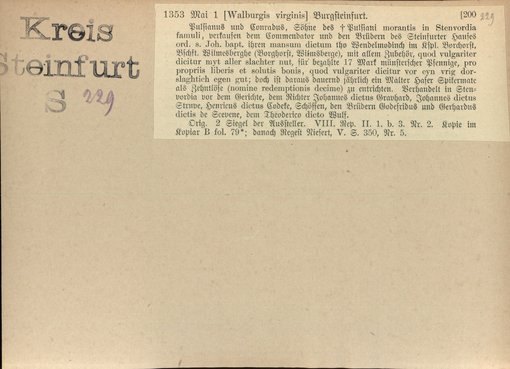 Kreis
Steinfurt
S 229
1353 Mai 1 [Walburgis virginis] Burgsteinfurt. [200 229
Pulsianus und Conradus, Söhne des † Pulsiani morantis in Stenvordia
famuli, verkaufen dem Commendator und den Brüdern des Steinfurter Hauses
ord. s. Joh. bapt. ihren mansum dictum tho Wendelmodinch im Kspl. Borchorst,
Bschft. Wilmesberghe (Borghorst, Wilmsberge), mit allem Zubehör, quod vulgariter
dicitur myt aller slachter nut, für bezahlte 17 Mark münsterscher Pfennige, pro
propriis liberis et solutis bonis, quod vulgariter dicitur vor eyn vrig dor-
slaghtich egen gut; doch ist daraus dauernd jährlich ein Malter Hafer Spikermate
als Zehntlöse (nomine redemptionis decime) zu entrichten. Verhandelt in Sten-
vordia vor dem Gerichte, dem Richter Johannes dictus Grawhard, Johannes dictus
Struve, Henricus dictus Codefe, Schöffen, den Brüdern Godefridus und Gerhardus
dictis de Scevene, dem Theoderico dicto Wulf.
Orig. 2 Siegel der Aussteller. VIII. Rep. II. 1. b. 3. Nr. 2. Kopie im
Kopiar B fol. 79*; danach Regest Niesert, V. S. 350, Nr. 5.